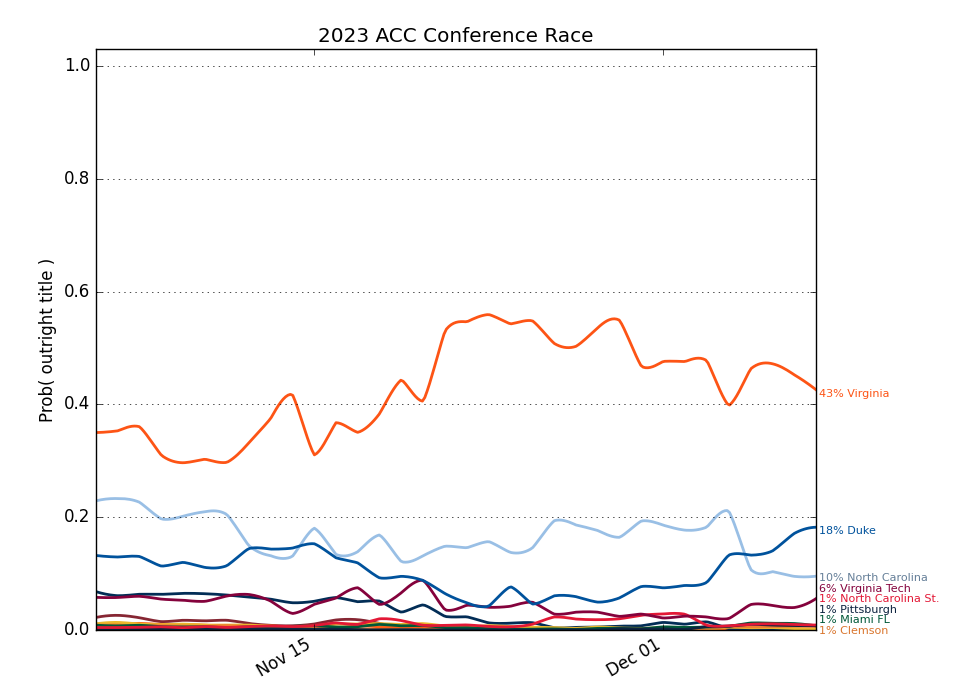 2023 ACC Conference Race
Prob( outright title )
1.0
0.8
0.6
0.4
0.2
0.0
Nov 15
Dec 01
43% Virginia
18% Duke
10% North Carolina
6% Virginia Tech
1% North Carolina St.
1% Pittsburgh
1% Miami FL
1% Clemson